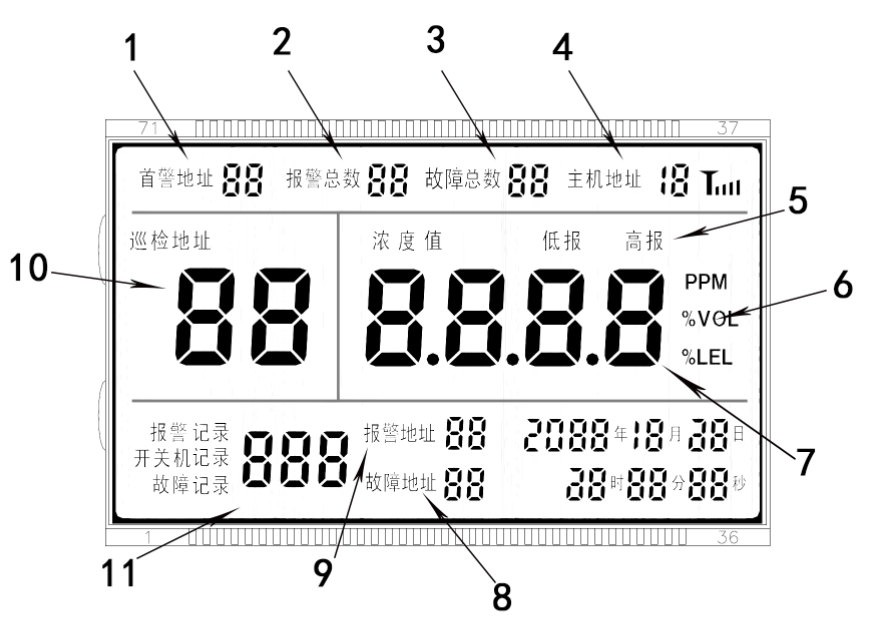 1 2 3 4
71 37
首警地址 88 报警总数 88 故障总数 88 主机地址 18
5
巡检地址 浓度值 低报 高报
10
88 8.8.8.8 PPM
%VOL 6
%LEL
7
报警记录 888 报警地址 88 2088年18月28日
开关机记录
故障记录 故障地址 88 28时88分88秒
1 36
11 9 8